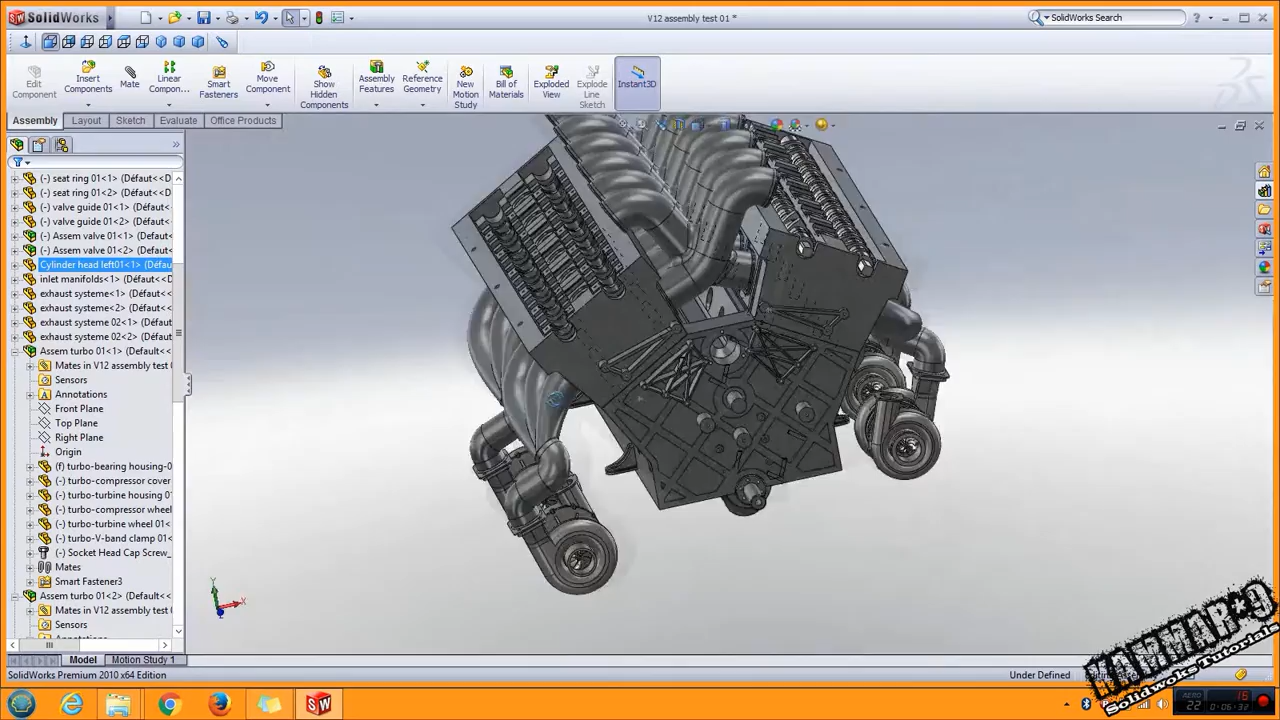 SolidWorks
V12 assembly test 01 *
SolidWorks Search
Edit Component
Insert Components
Mate
Linear Compon...
Smart Fasteners
Move Component
Show Hidden Components
Assembly Features
Reference Geometry
New Motion Study
Bill of Materials
Exploded View
Explode Line Sketch
Instant3D
Assembly
Layout
Sketch
Evaluate
Office Products
(-) seat ring 01<1> (Défaut<<D
(-) seat ring 01<2> (Défaut<<D
(-) valve guide 01<1> (Défaut<
(-) valve guide 01<2> (Défaut<
(-) Assem valve 01<1> (Défaut
(-) Assem valve 01<2> (Défaut
Cylinder head left01<1> (Défau
inlet manifolds<1> (Défaut<<D
exhaust systeme<1> (Défaut<
exhaust systeme<2> (Défaut<
exhaust systeme 02<1> (Défaut
exhaust systeme 02<2> (Défaut
Assem turbo 01<1> (Default<
Mates in V12 assembly test
Sensors
Annotations
Front Plane
Top Plane
Right Plane
Origin
(f) turbo-bearing housing-0
(-) turbo-compressor cover
(-) turbo-turbine housing 01
(-) turbo-compressor wheel
(-) turbo-turbine wheel 01<
(-) turbo-V-band clamp 01<
(-) Socket Head Cap Screw_
Mates
Smart Fastener3
Assem turbo 01<2> (Default<
Mates in V12 assembly test
Sensors
Y
X
Z
Model
Motion Study 1
SolidWorks Premium 2010 x64 Edition
Under Defined
Solidwoks Tutorials
AERO
22